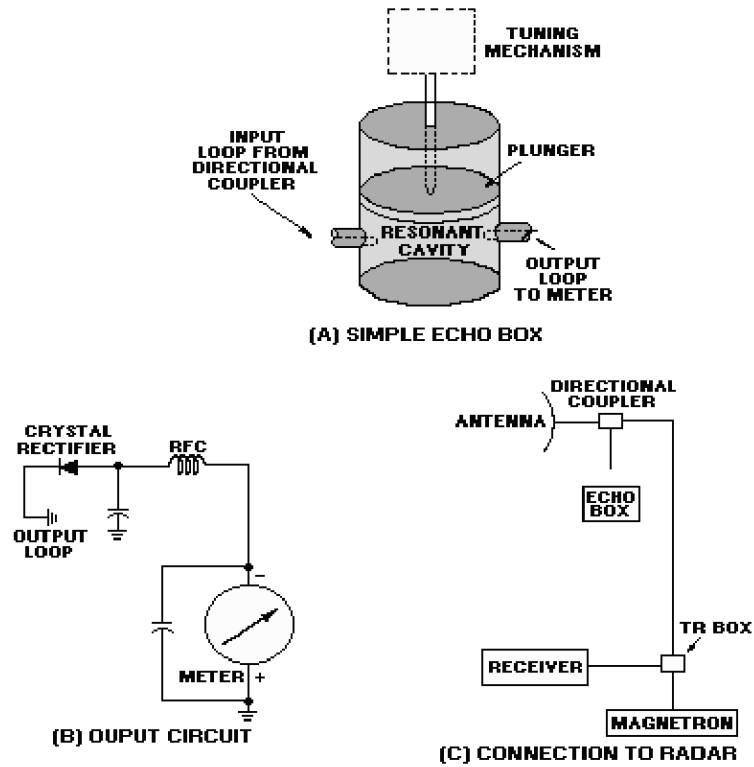 TUNING
MECHANISM
INPUT
LOOP FROM
DIRECTIONAL
COUPLER
PLUNGER
RESONANT
CAVITY
OUTPUT
LOOP
TO METER
(A) SIMPLE ECHO BOX
CRYSTAL
RECTIFIER
RFC
OUTPUT
LOOP
−
METER +
(B) OUPUT CIRCUIT
DIRECTIONAL
COUPLER
ANTENNA
ECHO
BOX
TR BOX
RECEIVER
MAGNETRON
(C) CONNECTION TO RADAR